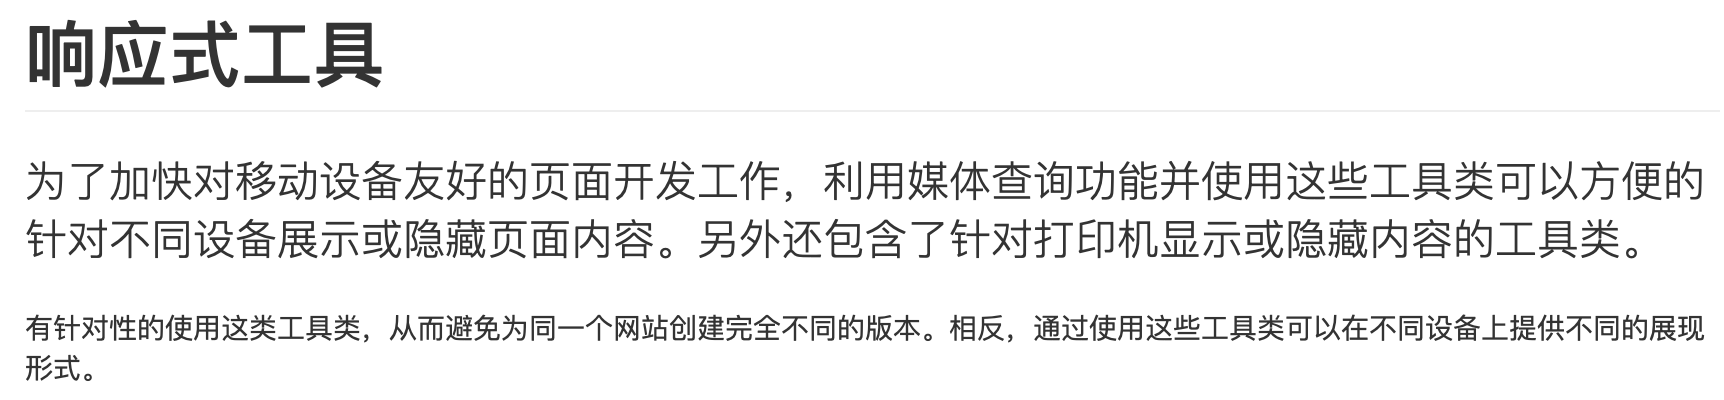 响应式工具
为了加快对移动设备友好的页面开发工作，利用媒体查询功能并使用这些工具类可以方便的
针对不同设备展示或隐藏页面内容。另外还包含了针对打印机显示或隐藏内容的工具类。
有针对性的使用这类工具类，从而避免为同一个网站创建完全不同的版本。相反，通过使用这些工具类可以在不同设备上提供不同的展现
形式。